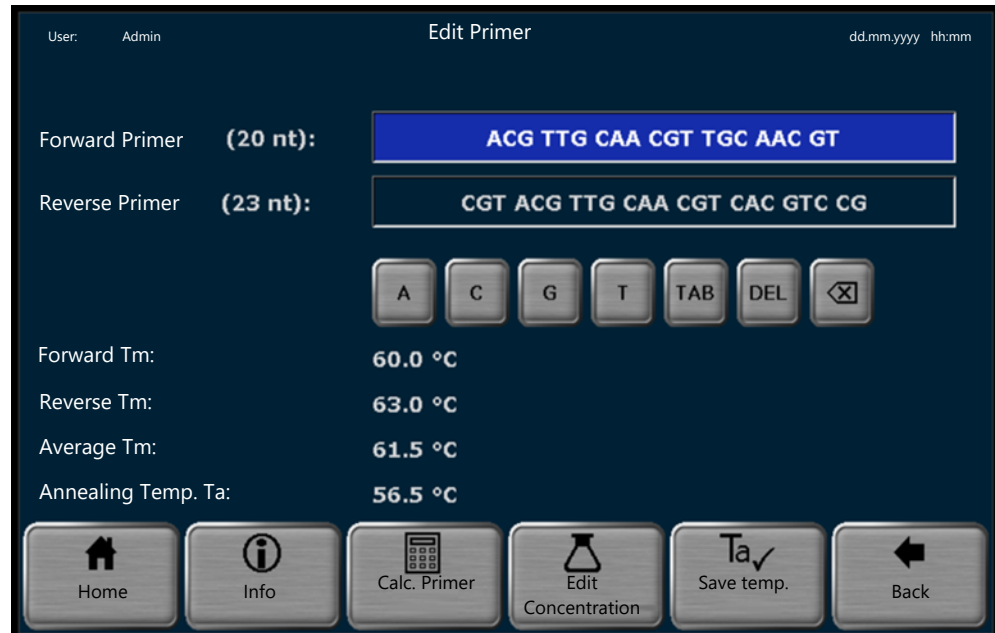 User: Admin Edit Primer dd.mm.yyyy hh:mm
Forward Primer (20 nt): ACG TTG CAA CGT TGC AAC GT
Reverse Primer (23 nt): CGT ACG TTG CAA CGT CAC GTC CG
A C G T TAB DEL
Forward Tm: 60.0 °C
Reverse Tm: 63.0 °C
Average Tm: 61.5 °C
Annealing Temp. Ta: 56.5 °C
Ta
Home Info Calc. Primer Edit Save temp. Back
Concentration